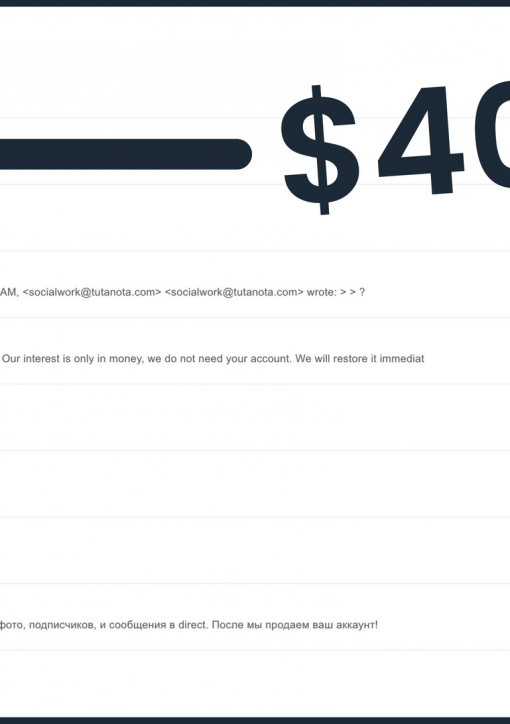 $40
AM, <socialwork@tutanota.com> <socialwork@tutanota.com> wrote: > > ?
Our interest is only in money, we do not need your account. We will restore it immediat
фото, подписчиков, и сообщения в direct. После мы продаем ваш аккаунт!